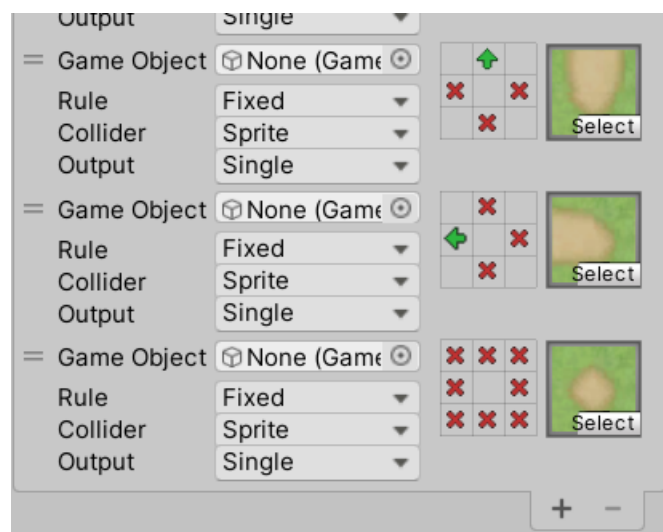 Output Single
Game Object None (Game
Rule Fixed
Collider Sprite
Select
Output Single
Game Object None (Game
Rule Fixed
Collider Sprite
Select
Output Single
Game Object None (Game
Rule Fixed
Collider Sprite
Select
Output Single